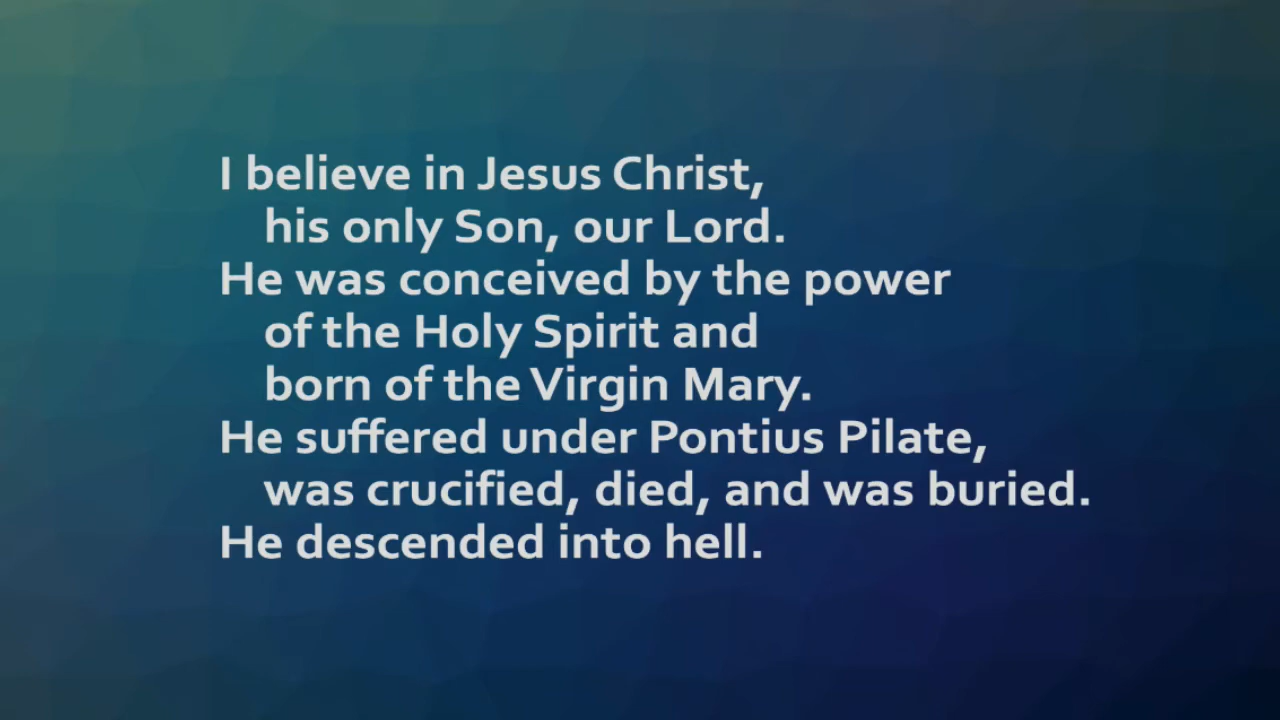 I believe in Jesus Christ,
his only Son, our Lord.
He was conceived by the power
of the Holy Spirit and
born of the Virgin Mary.
He suffered under Pontius Pilate,
was crucified, died, and was buried.
He descended into hell.